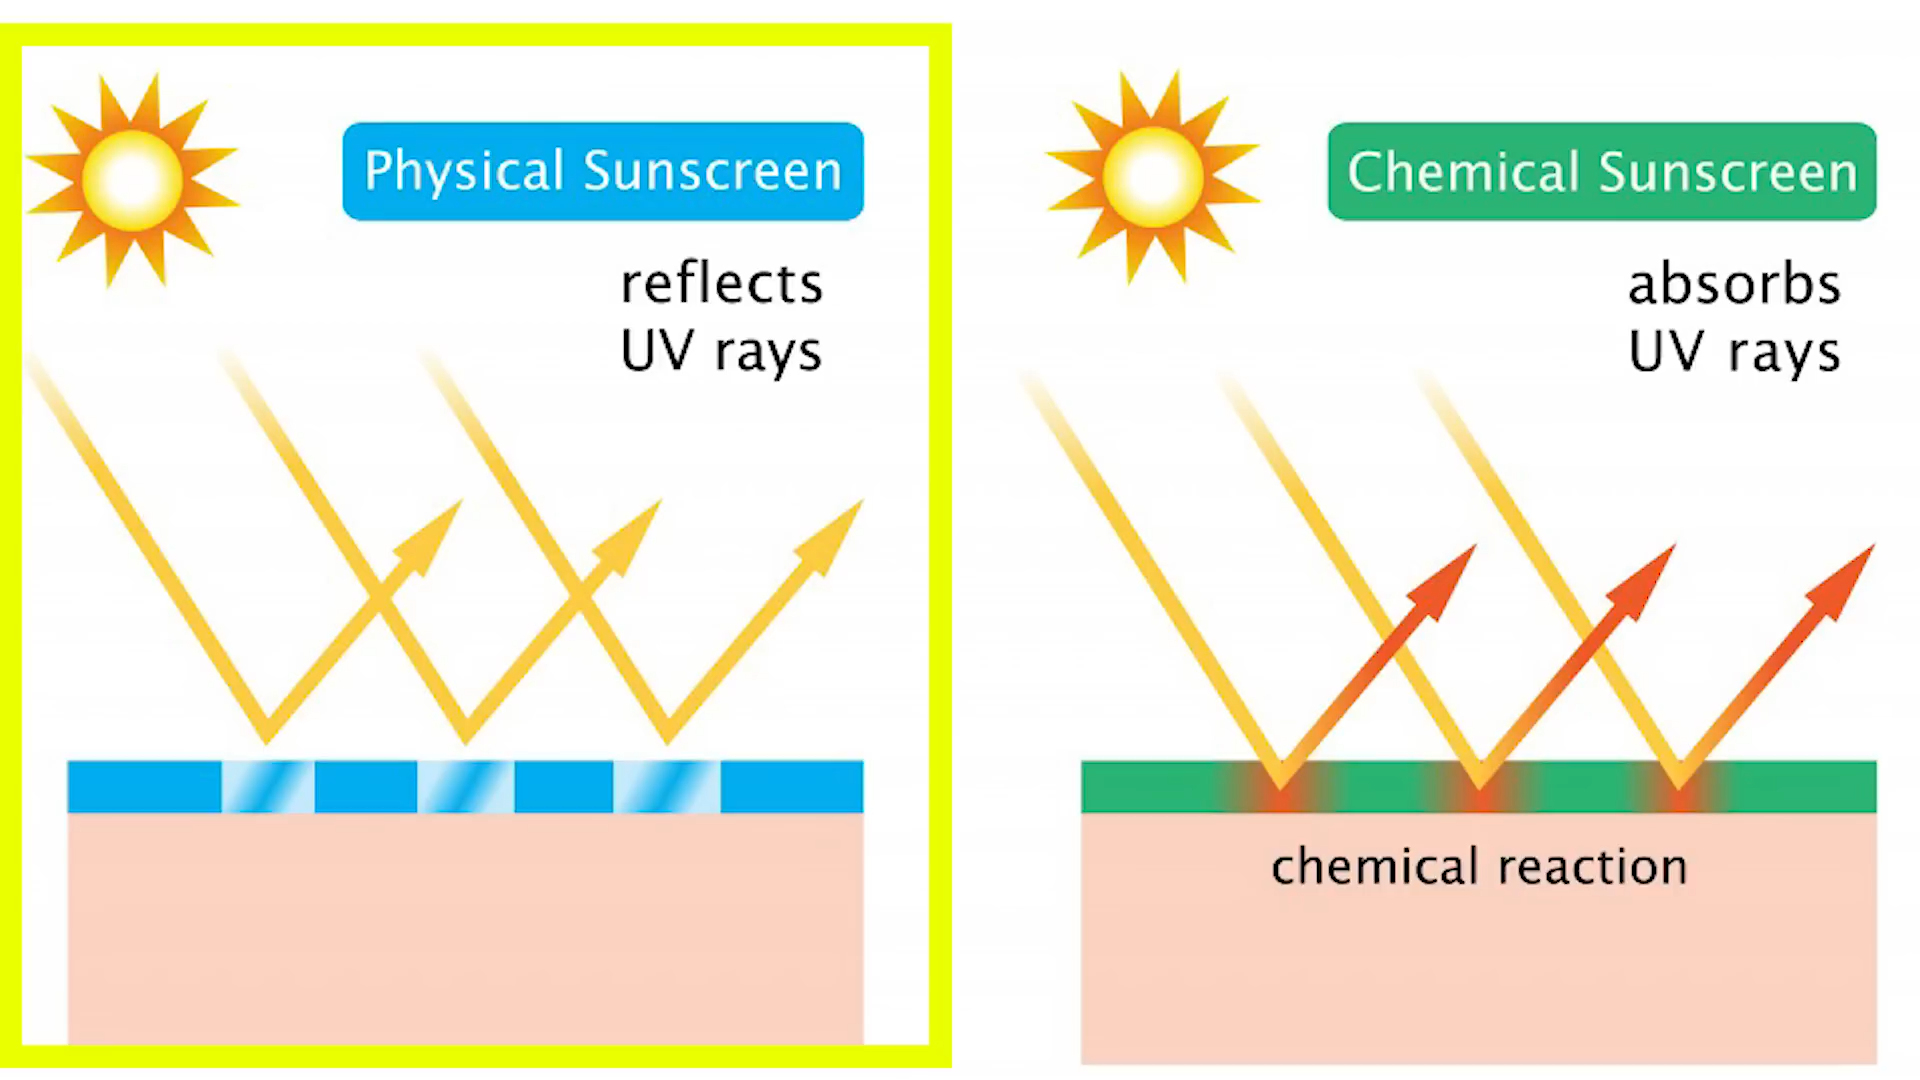 Physical Sunscreen
reflects
UV rays
Chemical Sunscreen
absorbs
UV rays
chemical reaction